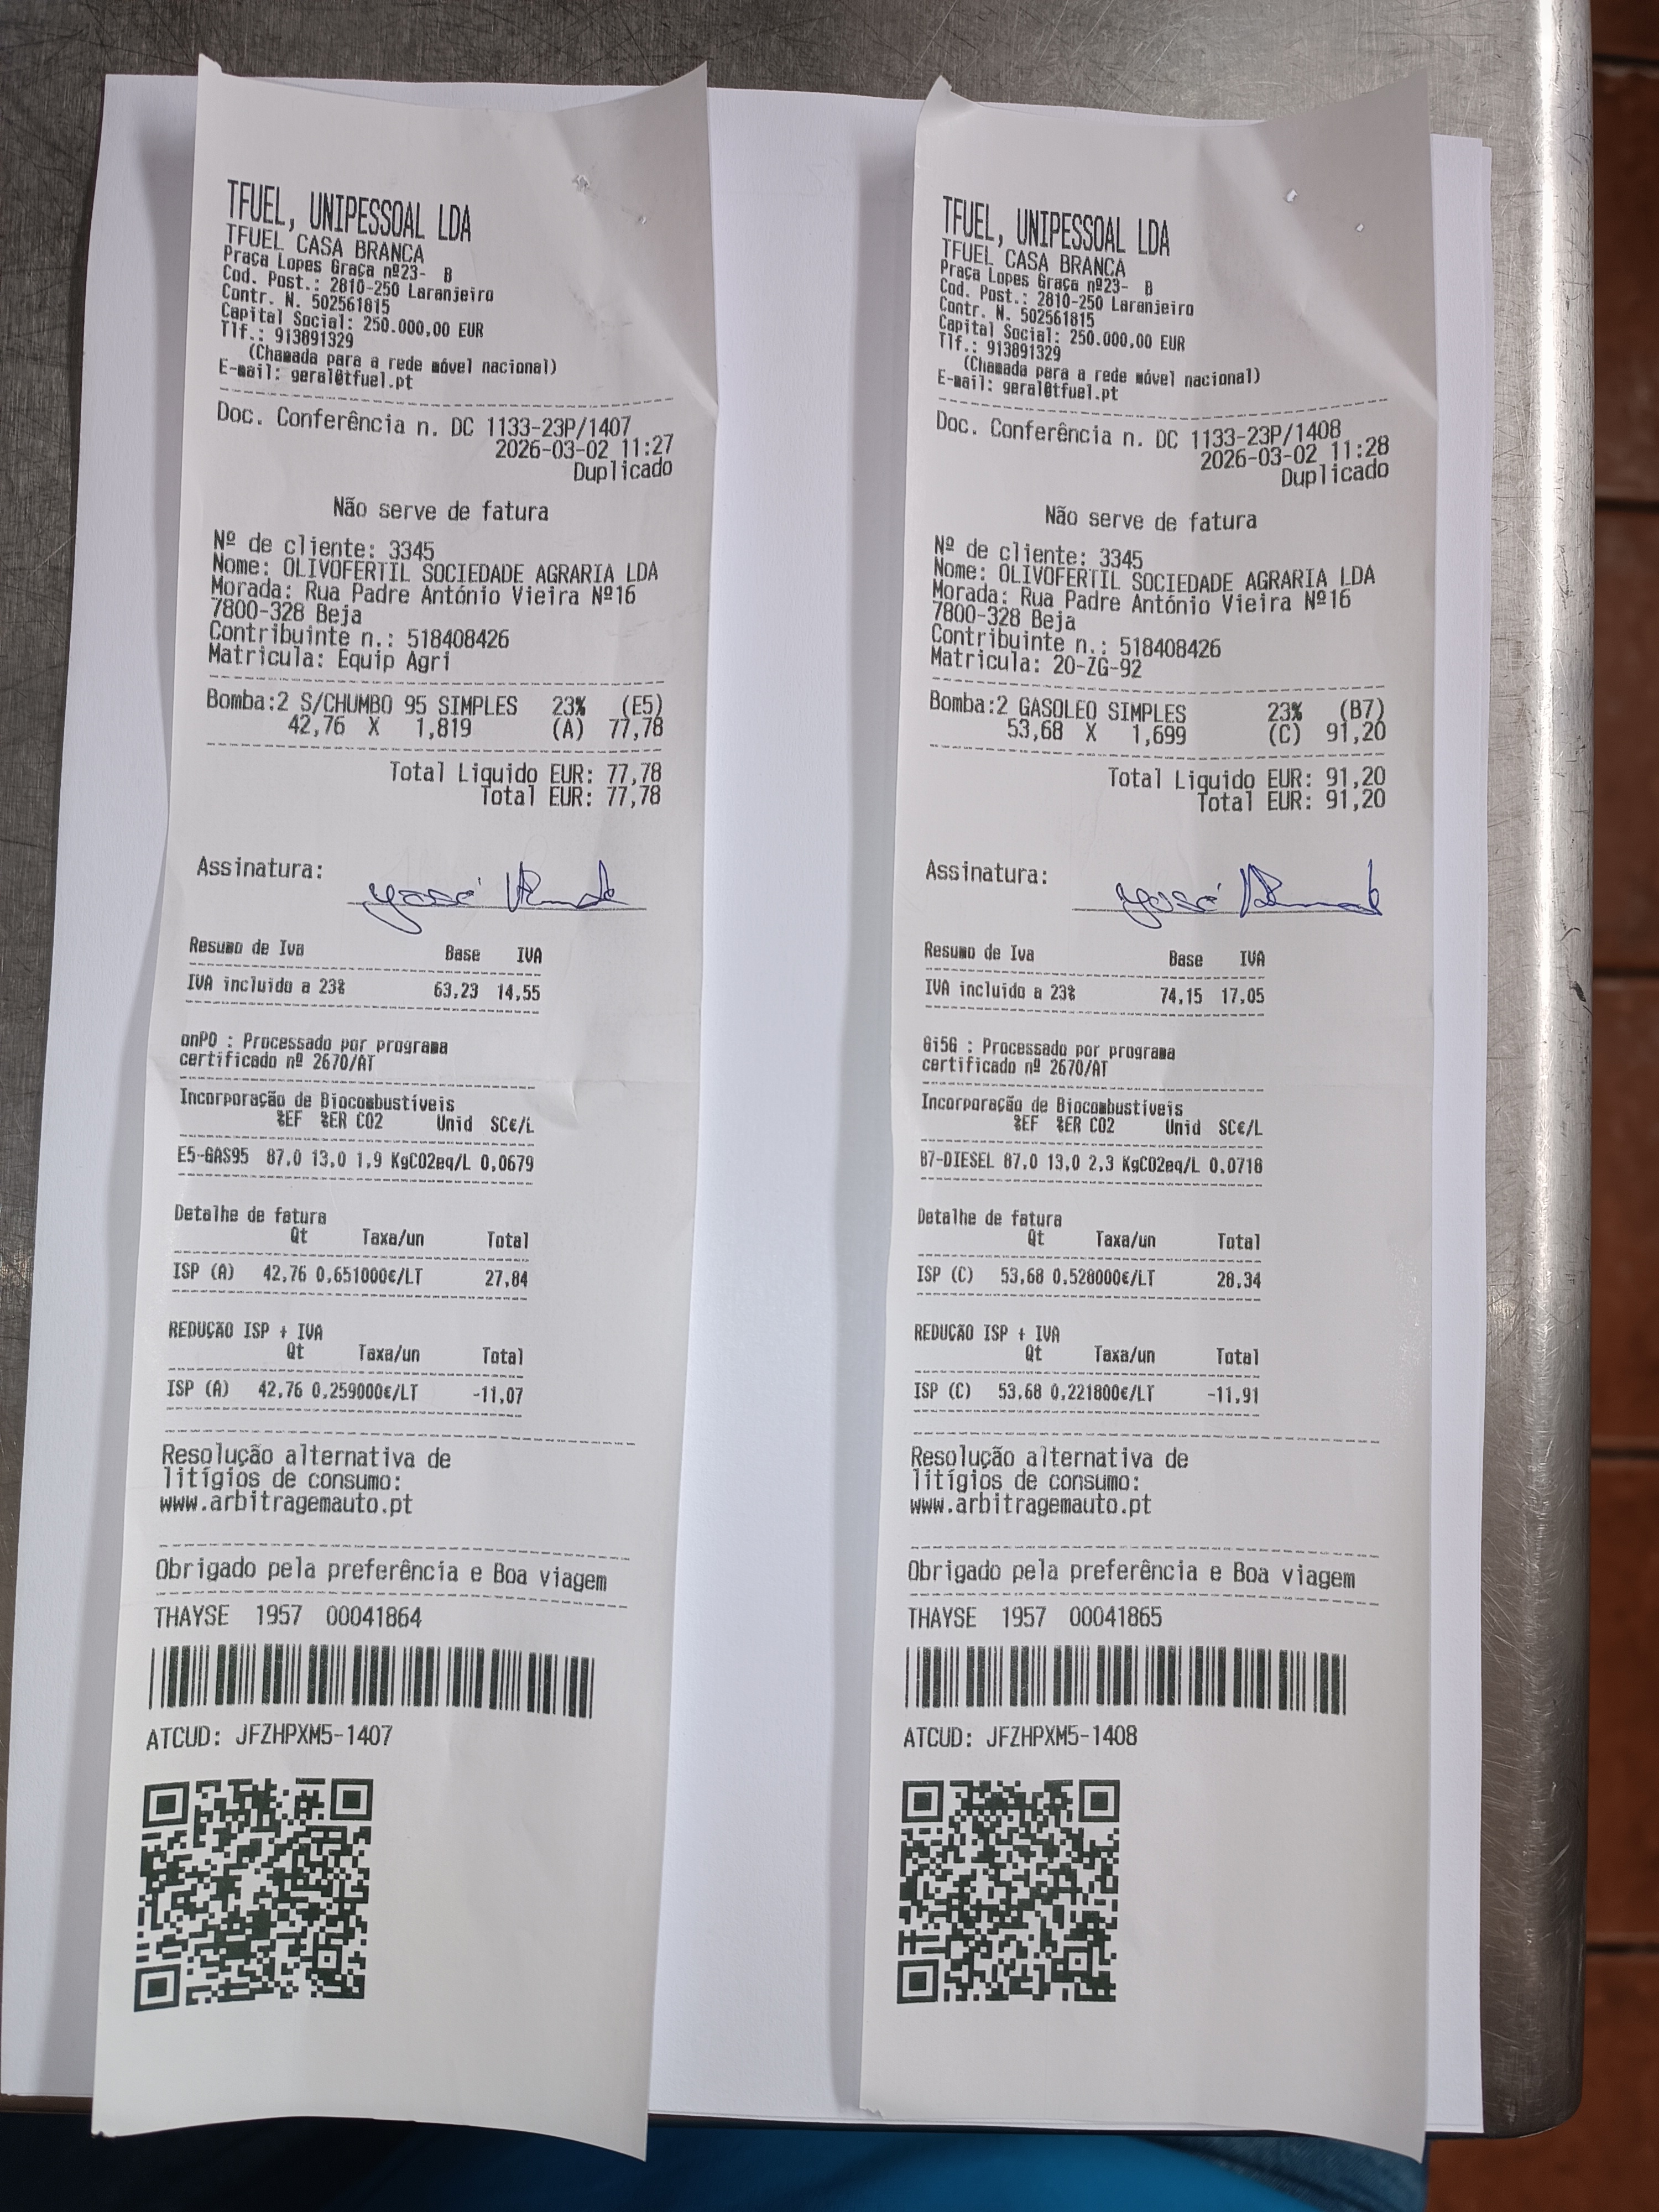 TFUEL, UNIPESSOAL LDA
TFUEL CASA BRANCA
Praça Lopes Graça nº23- B
Cod. Post.: 2810-250 Laranjeiro
Contr. N. 502561815
Capital Social: 250.000,00 EUR
Tlf.: 913891329
(Chamada para a rede móvel nacional)
E-mail: geral@tfuel.pt
Doc. Conferência n. DC 1133-23P/1407
2026-03-02 11:27
Duplicado
Não serve de fatura
Nº de cliente: 3345
Nome: OLIVOFERTIL SOCIEDADE AGRARIA LDA
Morada: Rua Padre António Vieira Nº16
7800-328 Beja
Contribuinte n.: 518408426
Matricula: Equip Agri
Bomba:2 S/CHUMBO 95 SIMPLES 23% (E5)
42,76 X 1,819 (A) 77,78
Total Liquido EUR: 77,78
Total EUR: 77,78
Assinatura: José
Resumo de Iva Base IVA
IVA incluido a 23% 63,23 14,55
onPO : Processado por programa
certificado nº 2670/AT
Incorporação de Biocombustíveis
%EF %ER CO2 Unid SC€/L
E5-GAS95 87,0 13,0 1,9 KgCO2eq/L 0,0679
Detalhe de fatura
Qt Taxa/un Total
ISP (A) 42,76 0,651000€/LT 27,84
REDUÇÃO ISP + IVA
Qt Taxa/un Total
ISP (A) 42,76 0,259000€/LT -11,07
Resolução alternativa de
litígios de consumo:
www.arbitragemauto.pt
Obrigado pela preferência e Boa viagem
THAYSE 1957 00041864
ATCUD: JFZHPXM5-1407
TFUEL, UNIPESSOAL LDA
TFUEL CASA BRANCA
Praça Lopes Graça nº23- B
Cod. Post.: 2810-250 Laranjeiro
Contr. N. 502561815
Capital Social: 250.000,00 EUR
Tlf.: 913891329
(Chamada para a rede móvel nacional)
E-mail: geral@tfuel.pt
Doc. Conferência n. DC 1133-23P/1408
2026-03-02 11:28
Duplicado
Não serve de fatura
Nº de cliente: 3345
Nome: OLIVOFERTIL SOCIEDADE AGRARIA LDA
Morada: Rua Padre António Vieira Nº16
7800-328 Beja
Contribuinte n.: 518408426
Matricula: 20-ZG-92
Bomba:2 GASOLEO SIMPLES 23% (B7)
53,68 X 1,699 (C) 91,20
Total Liquido EUR: 91,20
Total EUR: 91,20
Assinatura: José
Resumo de Iva Base IVA
IVA incluido a 23% 74,15 17,05
Gi5G : Processado por programa
certificado nº 2670/AT
Incorporação de Biocombustíveis
%EF %ER CO2 Unid SC€/L
B7-DIESEL 87,0 13,0 2,3 KgCO2eq/L 0,0716
Detalhe de fatura
Qt Taxa/un Total
ISP (C) 53,68 0,528000€/LT 28,34
REDUÇÃO ISP + IVA
Qt Taxa/un Total
ISP (C) 53,68 0,221800€/LT -11,91
Resolução alternativa de
litígios de consumo:
www.arbitragemauto.pt
Obrigado pela preferência e Boa viagem
THAYSE 1957 00041865
ATCUD: JFZHPXM5-1408